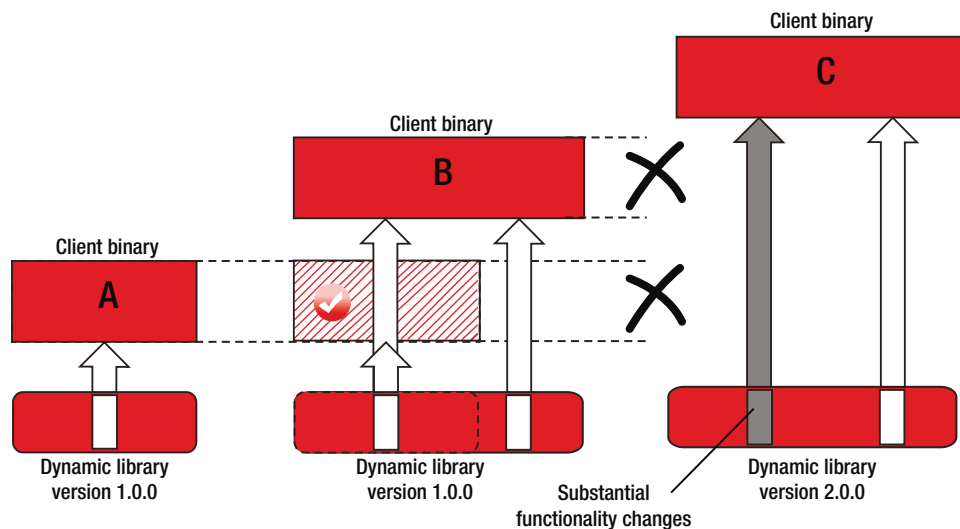 Client binary
C
Client binary
B
Client binary
A
Dynamic library
version 1.0.0
Dynamic library
version 1.0.0
Dynamic library
version 2.0.0
Substantial
functionality changes